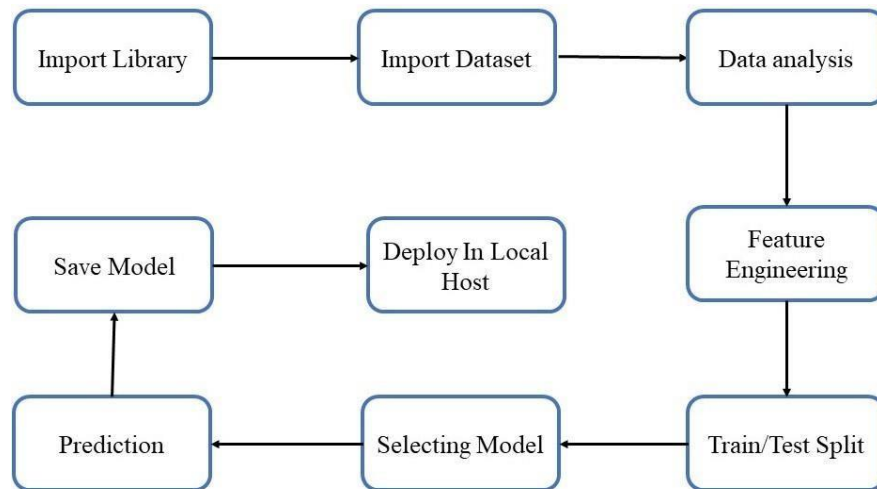 Import Library
Import Dataset
Data analysis
Feature
Engineering
Train/Test Split
Selecting Model
Prediction
Save Model
Deploy In Local
Host